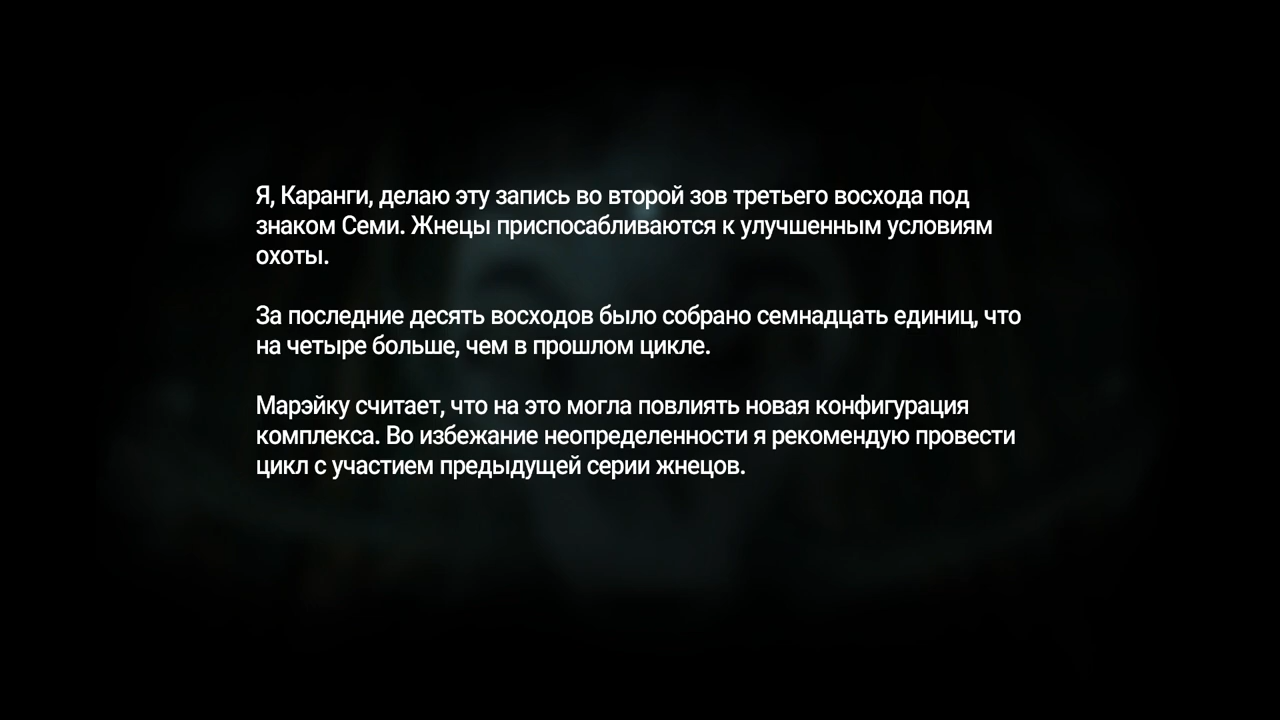 Я, Каранги, делаю эту запись во второй зов третьего восхода под
знаком Семи. Жнецы приспосабливаются к улучшенным условиям
охоты.
За последние десять восходов было собрано семнадцать единиц, что
на четыре больше, чем в прошлом цикле.
Марэйку считает, что на это могла повлиять новая конфигурация
комплекса. Во избежание неопределенности я рекомендую провести
цикл с участием предыдущей серии жнецов.